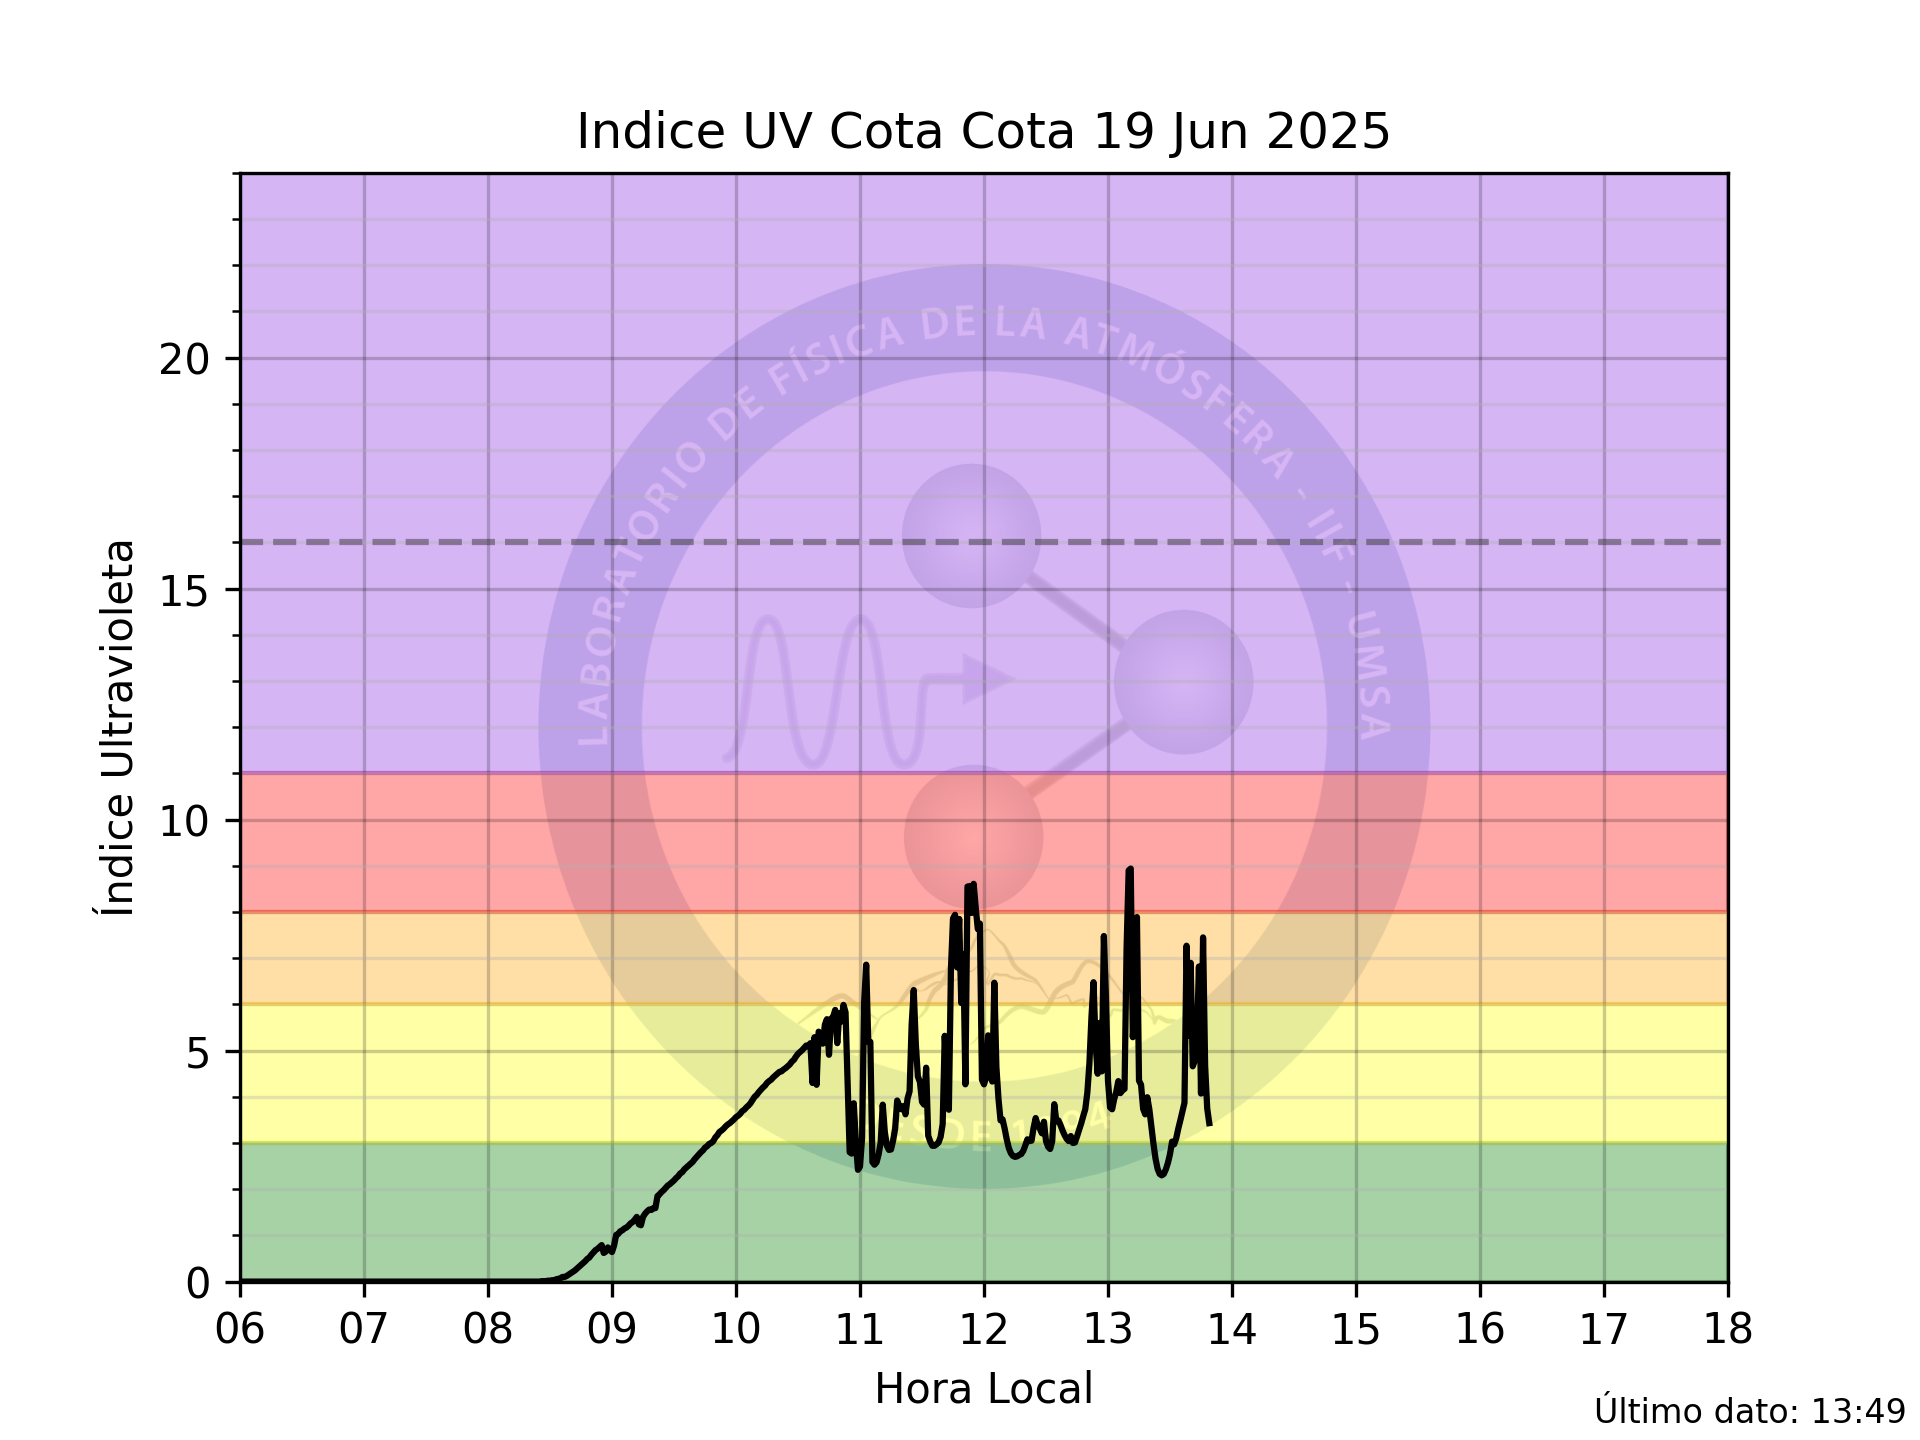 Indice UV Cota Cota 19 Jun 2025
Índice Ultravioleta
20
15
10
5
0
LABORATORIO DE FÍSICA DE LA ATMÓSFERA - IIF - UMSA
06 07 08 09 10 11 12 13 14 15 16 17 18
Hora Local
Último dato: 13:49